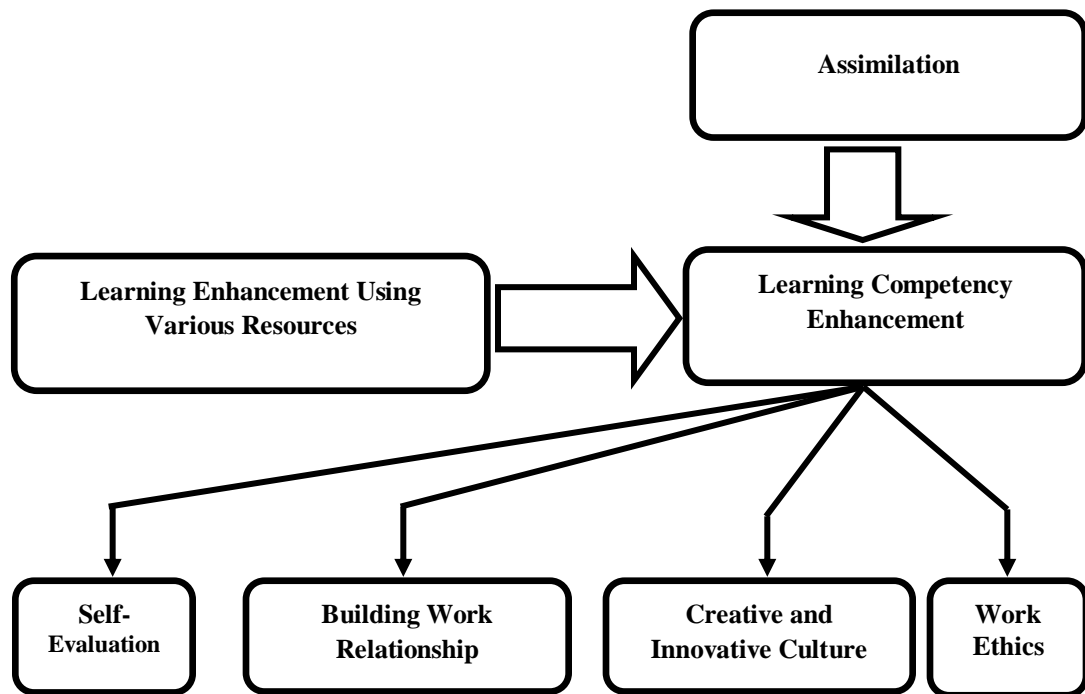 Assimilation
Learning Enhancement Using
Various Resources
Learning Competency
Enhancement
Self-
Evaluation
Building Work
Relationship
Creative and
Innovative Culture
Work
Ethics